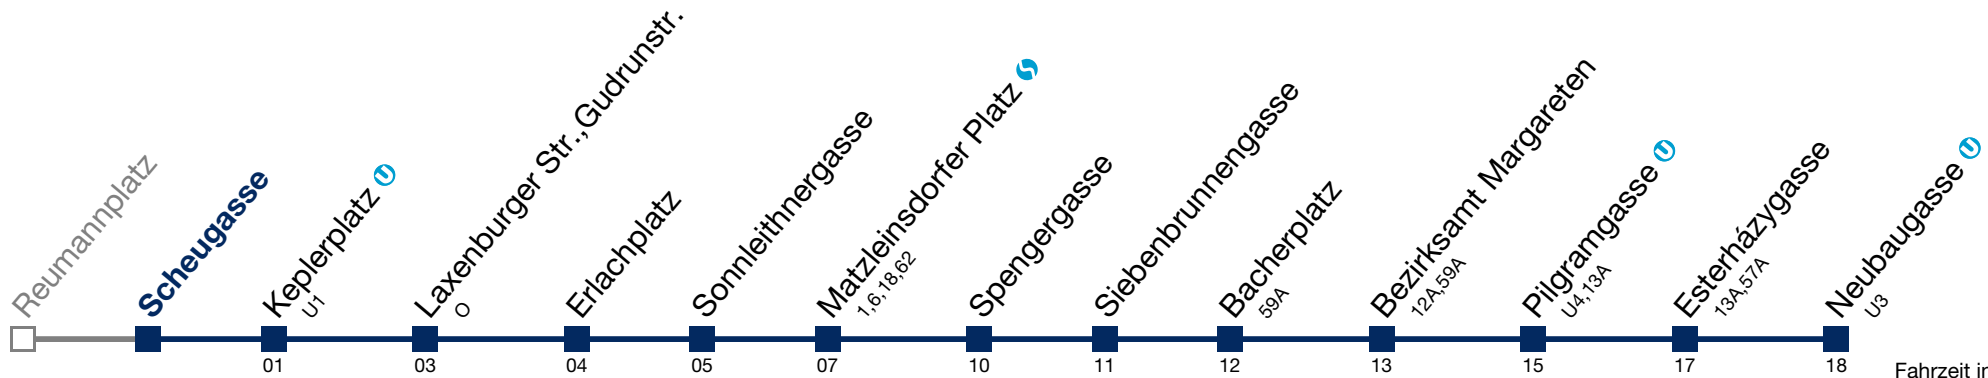 Reumannplatz
Scheugasse
Keplerplatz
U1
Laxenburger Str.,Gudrunstr.
O
Erlachplatz
Sonnleithnergasse
Matzleinsdorfer Platz
1,6,18,62
Spengergasse
Siebenbrunnengasse
Bacherplatz
59A
Bezirksamt Margareten
12A,59A
Pilgramgasse
U4,13A
Esterházygasse
13A,57A
Neubaugasse
U3
01 03 04 05 07 10 11 12 13 15 17 18
Fahrzeit in